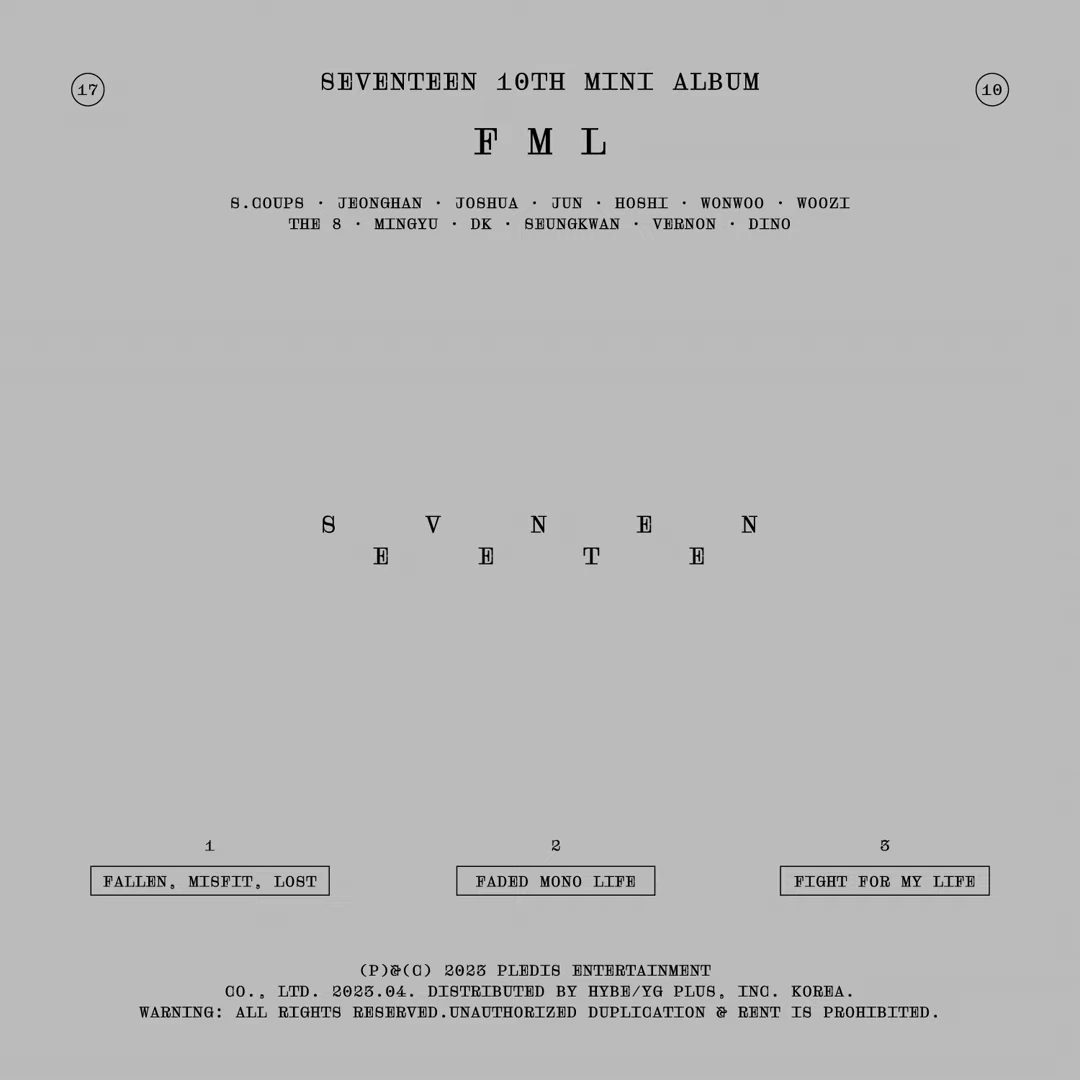 17
SEVENTEEN 10TH MINI ALBUM
10
F M L
S.COUPS · JEONGHAN · JOSHUA · JUN · HOSHI · WONWOO · WOOZI
THE 8 · MINGYU · DK · SEUNGKWAN · VERNON · DINO
S V N E N
E E T E
1
2
3
FALLEN, MISFIT, LOST
FADED MONO LIFE
FIGHT FOR MY LIFE
(P)&(C) 2023 PLEDIS ENTERTAINMENT
CO., LTD. 2023.04. DISTRIBUTED BY HYBE/YG PLUS, INC. KOREA.
WARNING: ALL RIGHTS RESERVED.UNAUTHORIZED DUPLICATION & RENT IS PROHIBITED.